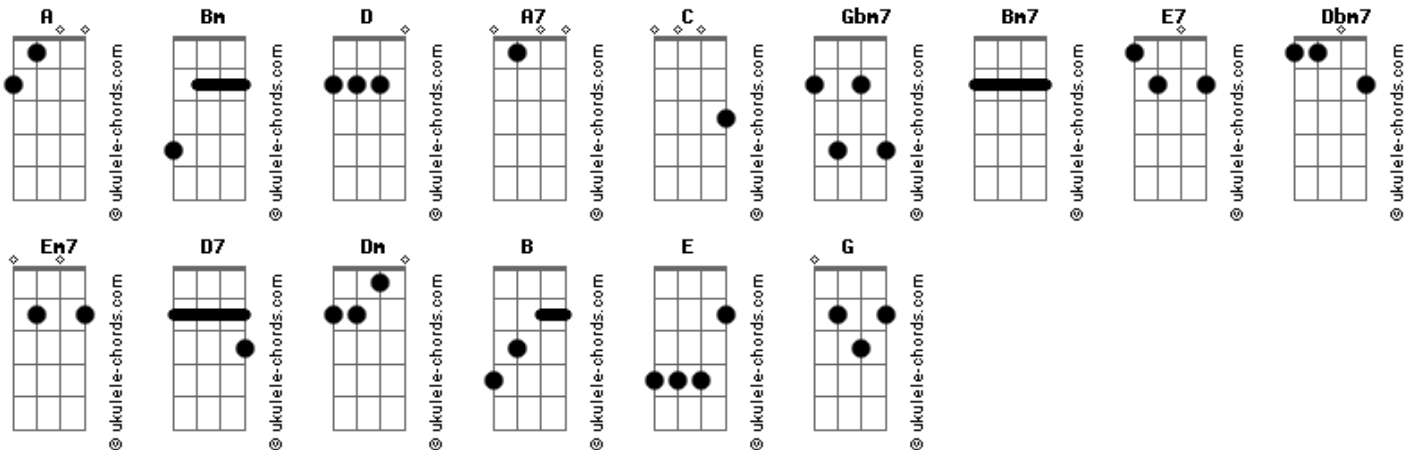 A Bm D A7 C Gbm7 Bm7 E7 Dbm7
© ukulele-chords.com © ukulele-chords.com © ukulele-chords.com © ukulele-chords.com © ukulele-chords.com © ukulele-chords.com © ukulele-chords.com © ukulele-chords.com © ukulele-chords.com
Em7 D7 Dm B E G
© ukulele-chords.com © ukulele-chords.com © ukulele-chords.com © ukulele-chords.com © ukulele-chords.com © ukulele-chords.com